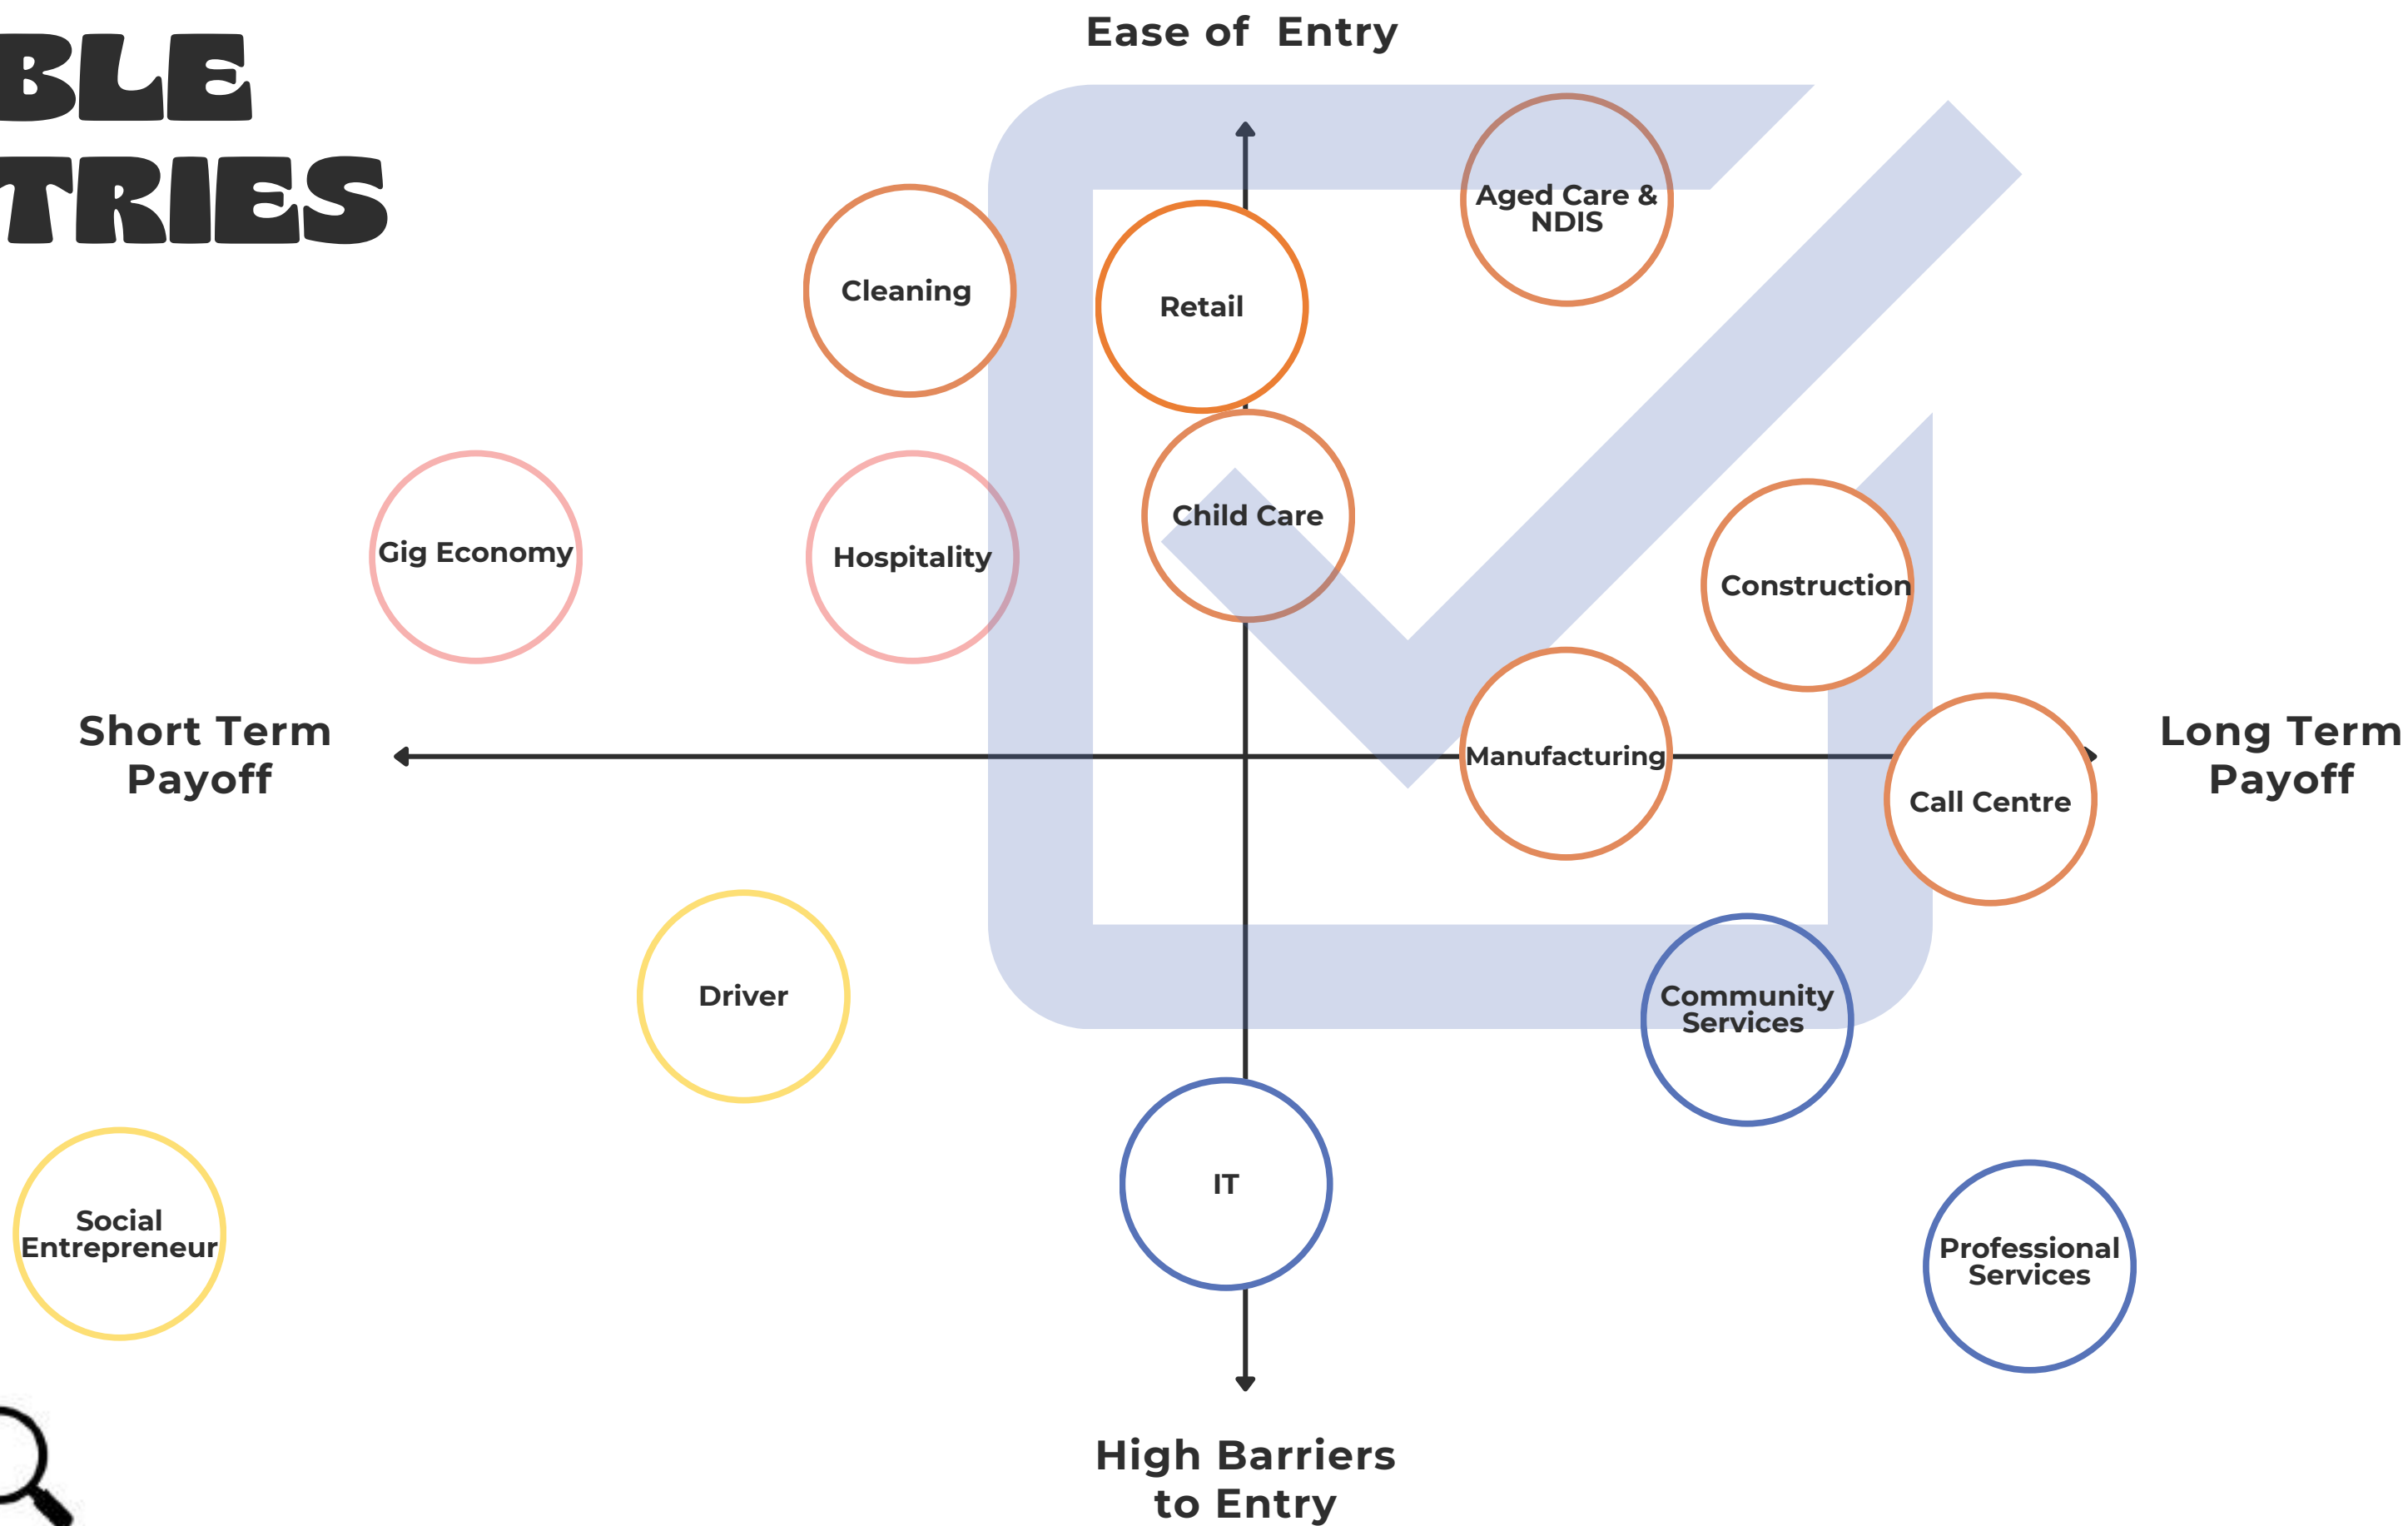 BLE
TRIES
Ease of Entry
Aged Care &
NDIS
Cleaning
Retail
Child Care
Gig Economy
Hospitality
Construction
Short Term
Payoff
Long Term
Payoff
Manufacturing
Call Centre
Driver
Community
Services
IT
Social
Entrepreneur
Professional
Services
High Barriers
to Entry